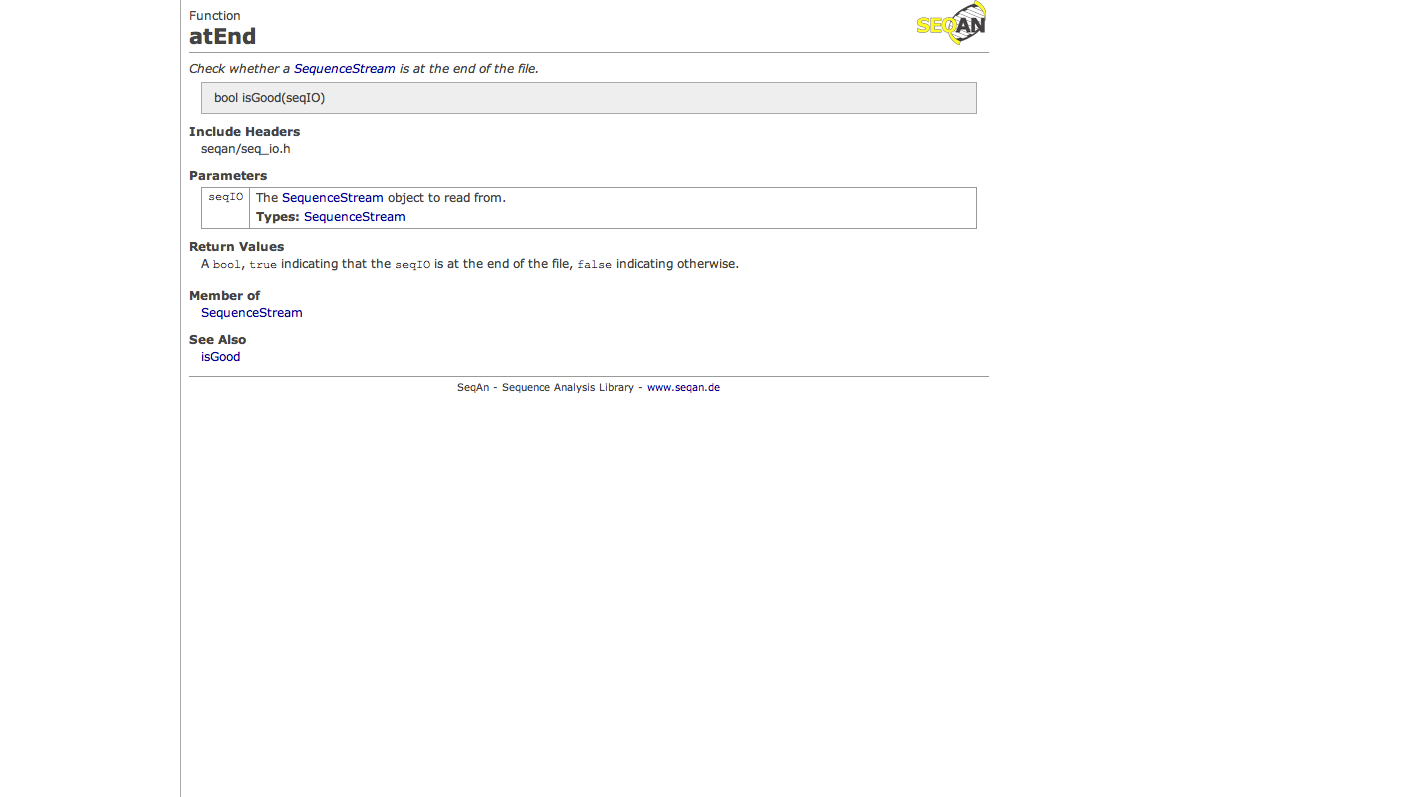 Function
SEQAN
atEnd
Check whether a SequenceStream is at the end of the file.
bool isGood(seqIO)
Include Headers
seqan/seq_io.h
Parameters
seqIO The SequenceStream object to read from.
Types: SequenceStream
Return Values
A bool, true indicating that the seqIO is at the end of the file, false indicating otherwise.
Member of
SequenceStream
See Also
isGood
SeqAn - Sequence Analysis Library - www.seqan.de